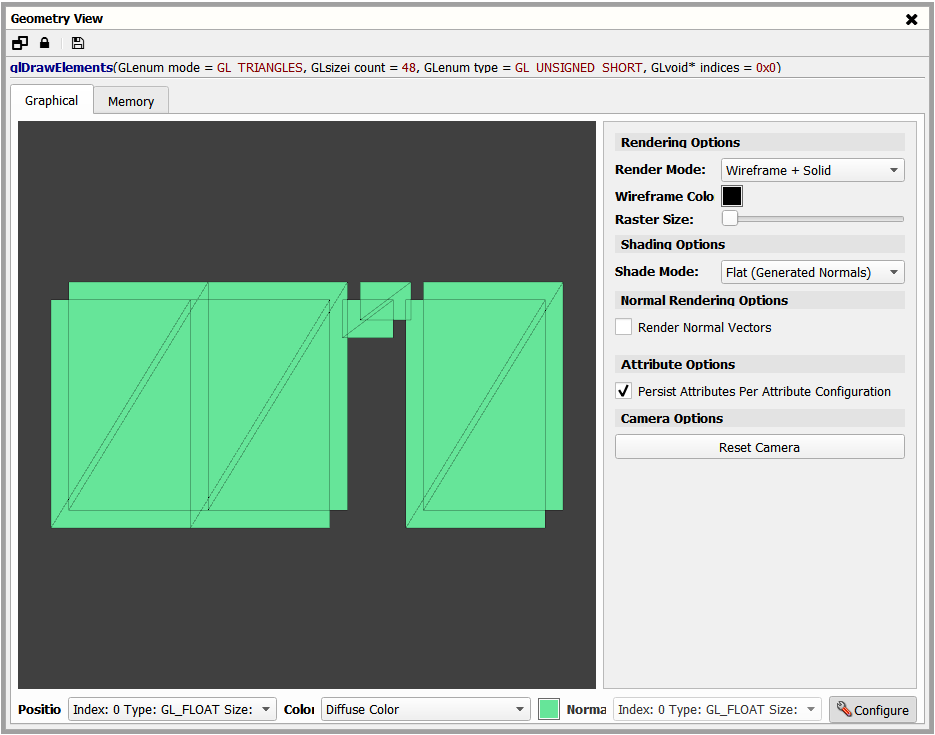 Geometry View
glDrawElements(GLenum mode = GL_TRIANGLES, GLsizei count = 48, GLenum type = GL_UNSIGNED_SHORT, GLvoid* indices = 0x0)
Graphical Memory
Rendering Options
Render Mode: Wireframe + Solid
Wireframe Colo
Raster Size:
Shading Options
Shade Mode: Flat (Generated Normals)
Normal Rendering Options
Render Normal Vectors
Attribute Options
Persist Attributes Per Attribute Configuration
Camera Options
Reset Camera
Positio Index: 0 Type: GL_FLOAT Size: Color Diffuse Color Norma Index: 0 Type: GL_FLOAT Size: Configure